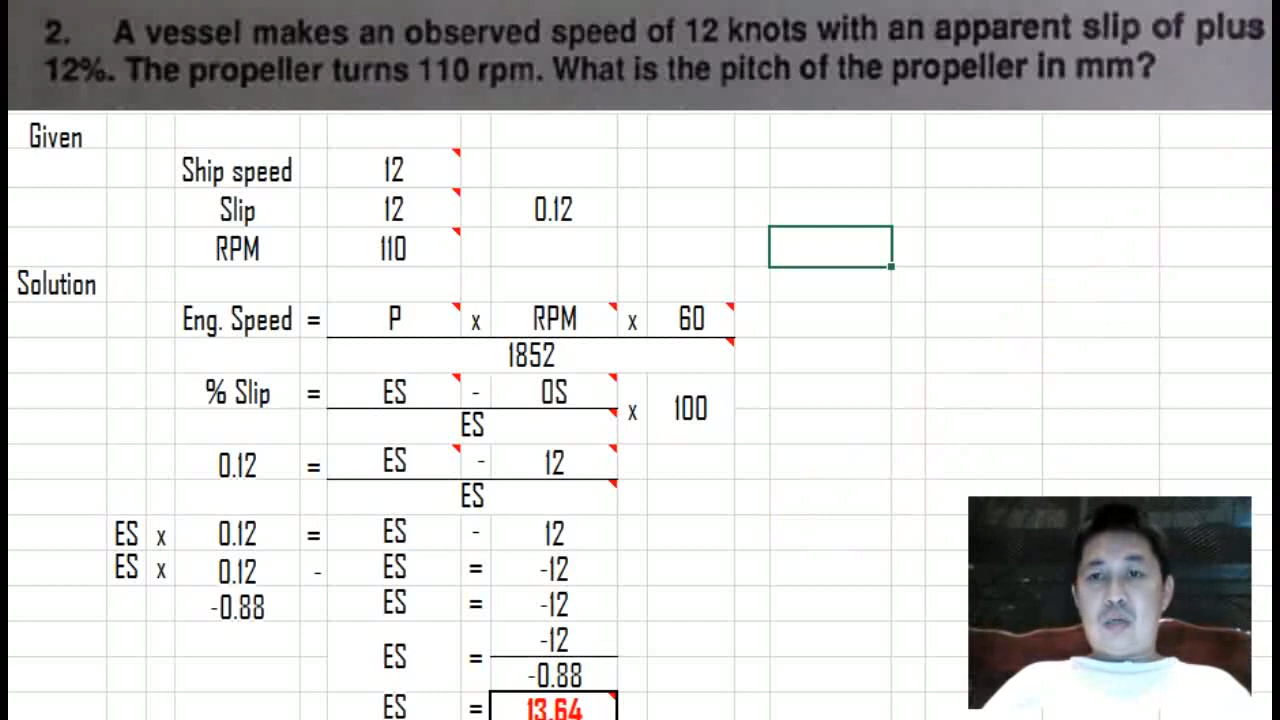 2. A vessel makes an observed speed of 12 knots with an apparent slip of plus
12%. The propeller turns 110 rpm. What is the pitch of the propeller in mm?
Given
Ship speed 12
Slip 12 0.12
RPM 110
Solution
Eng. Speed = P x RPM x 60
1852
% Slip = ES - OS x 100
ES
0.12 = ES - 12
ES
ES x 0.12 = ES - 12
ES x 0.12 - ES = -12
-0.88 ES = -12
ES = -12
-0.88
ES = 13.64